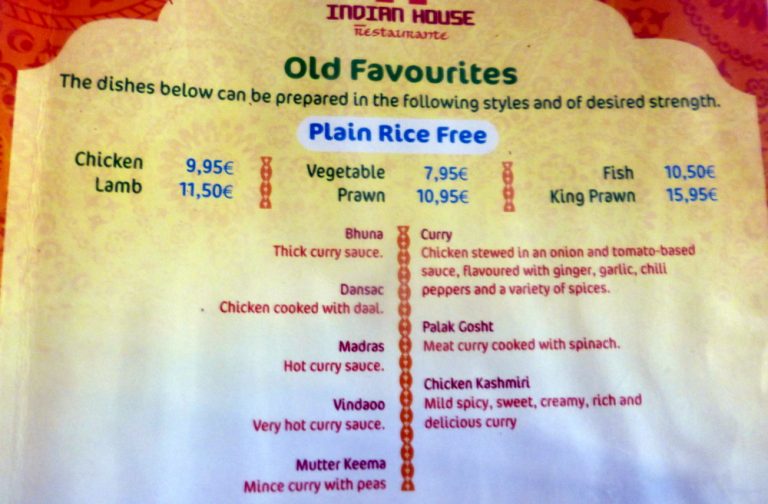 INDIAN HOUSE
Restaurante
Old Favourites
The dishes below can be prepared in the following styles and of desired strength.
Plain Rice Free
Chicken 9,95€
Lamb 11,50€
Vegetable 7,95€
Prawn 10,95€
Fish 10,50€
King Prawn 15,95€
Bhuna
Thick curry sauce.
Dansac
Chicken cooked with daal.
Madras
Hot curry sauce.
Vindaoo
Very hot curry sauce.
Mutter Keema
Mince curry with peas
Curry
Chicken stewed in an onion and tomato-based
sauce, flavoured with ginger, garlic, chili
peppers and a variety of spices.
Palak Gosht
Meat curry cooked with spinach.
Chicken Kashmiri
Mild spicy, sweet, creamy, rich and
delicious curry